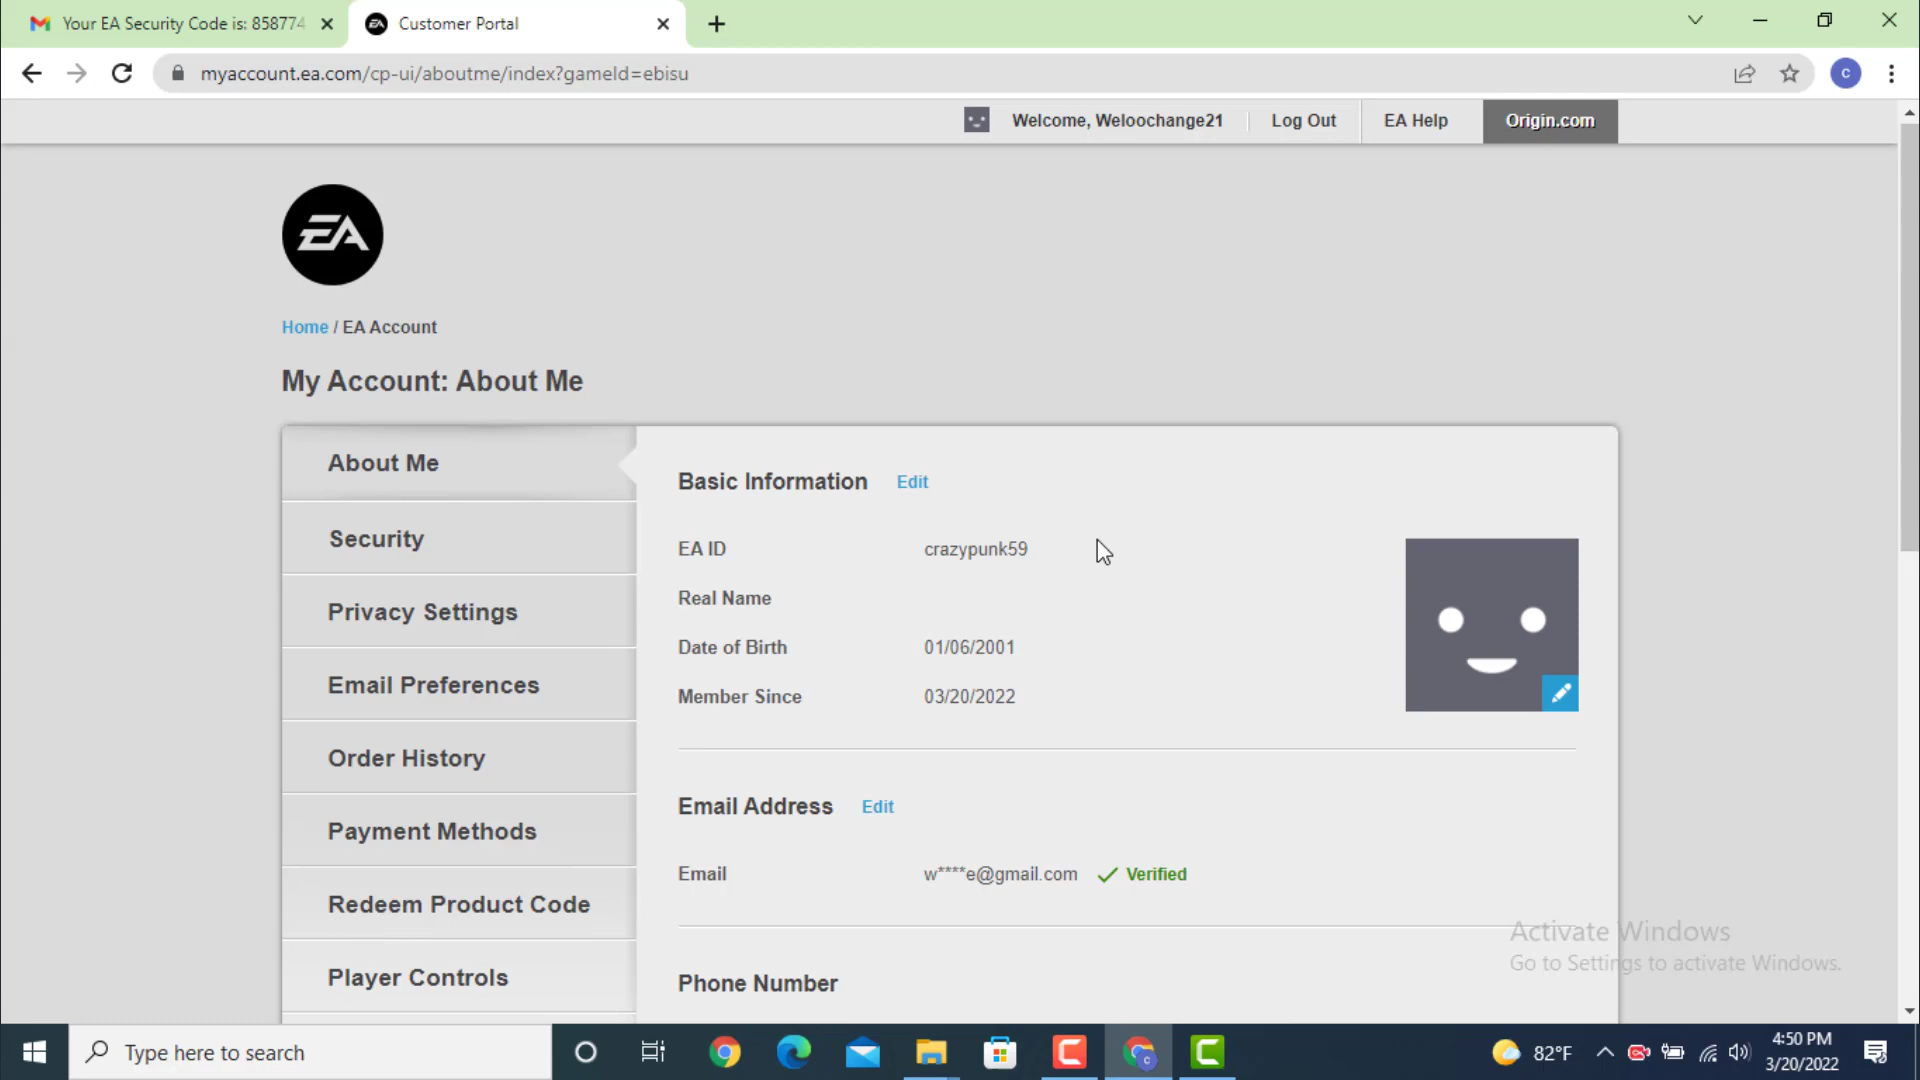 Your EA Security Code is: 858774
Customer Portal
myaccount.ea.com/cp-ui/aboutme/index?gameId=ebisu
C
Welcome, Weloochange21
Log Out
EA Help
Origin.com
EA
Home / EA Account
My Account: About Me
About Me
Security
Privacy Settings
Email Preferences
Order History
Payment Methods
Redeem Product Code
Player Controls
Basic Information
Edit
EA ID
crazypunk59
Real Name
Date of Birth
01/06/2001
Member Since
03/20/2022
Email Address
Edit
Email
w****e@gmail.com
Verified
Phone Number
Activate Windows
Go to Settings to activate Windows.
Type here to search
82°F
4:50 PM
3/20/2022